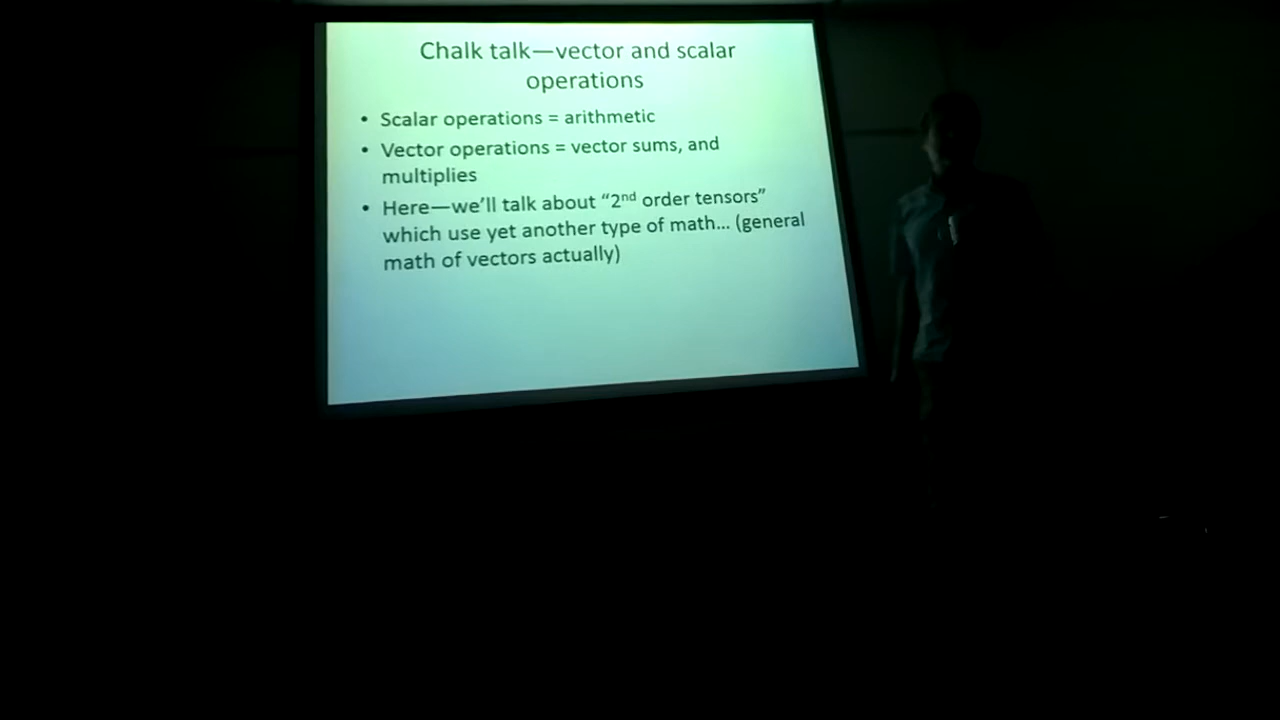 Chalk talk—vector and scalar
operations
• Scalar operations = arithmetic
• Vector operations = vector sums, and
multiplies
• Here—we’ll talk about “2nd order tensors”
which use yet another type of math... (general
math of vectors actually)